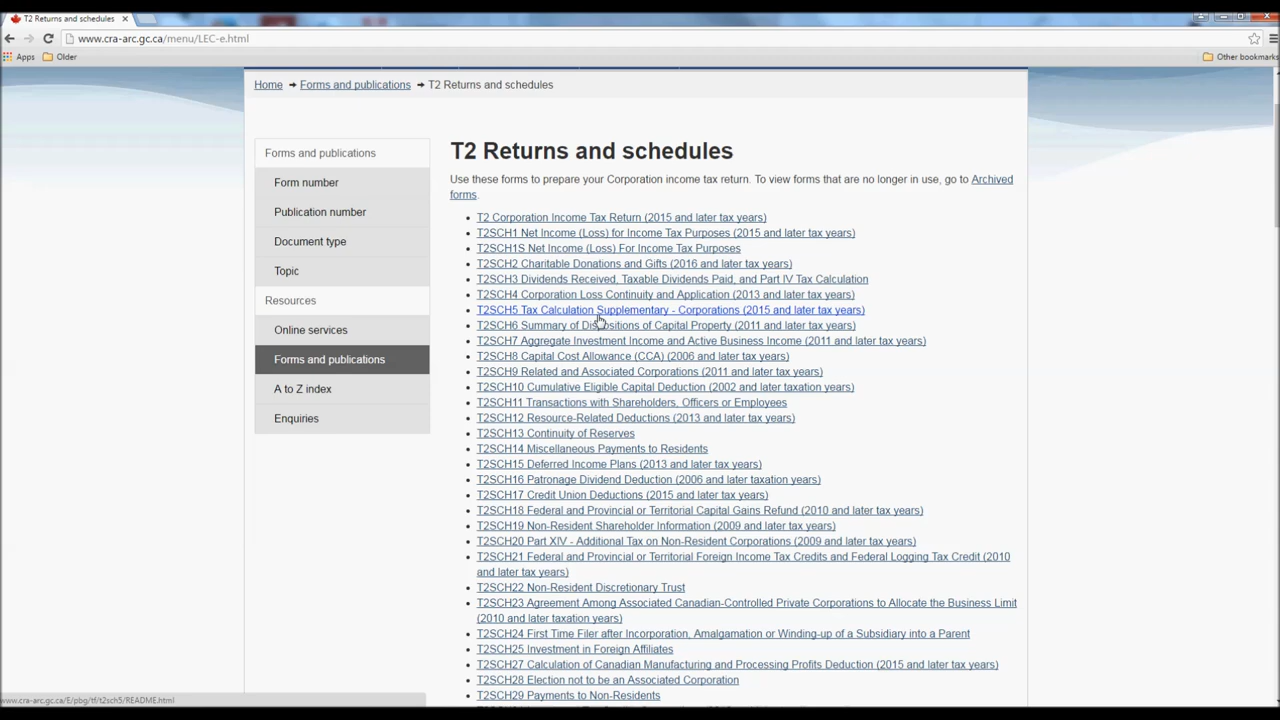 T2 Returns and schedules
www.cra-arc.gc.ca/menu/LEC-e.html
Apps Older Other bookmarks
Home Forms and publications T2 Returns and schedules
Forms and publications
Form number
Publication number
Document type
Topic
Resources
Online services
Forms and publications
A to Z index
Enquiries
T2 Returns and schedules
Use these forms to prepare your Corporation income tax return. To view forms that are no longer in use, go to Archived
forms.
T2 Corporation Income Tax Return (2015 and later tax years)
T2SCH1 Net Income (Loss) for Income Tax Purposes (2015 and later tax years)
T2SCH1S Net Income (Loss) For Income Tax Purposes
T2SCH2 Charitable Donations and Gifts (2016 and later tax years)
T2SCH3 Dividends Received, Taxable Dividends Paid, and Part IV Tax Calculation
T2SCH4 Corporation Loss Continuity and Application (2013 and later tax years)
T2SCH5 Tax Calculation Supplementary - Corporations (2015 and later tax years)
T2SCH6 Summary of Dispositions of Capital Property (2011 and later tax years)
T2SCH7 Aggregate Investment Income and Active Business Income (2011 and later tax years)
T2SCH8 Capital Cost Allowance (CCA) (2006 and later tax years)
T2SCH9 Related and Associated Corporations (2011 and later tax years)
T2SCH10 Cumulative Eligible Capital Deduction (2002 and later taxation years)
T2SCH11 Transactions with Shareholders, Officers or Employees
T2SCH12 Resource-Related Deductions (2013 and later tax years)
T2SCH13 Continuity of Reserves
T2SCH14 Miscellaneous Payments to Residents
T2SCH15 Deferred Income Plans (2013 and later tax years)
T2SCH16 Patronage Dividend Deduction (2006 and later taxation years)
T2SCH17 Credit Union Deductions (2015 and later tax years)
T2SCH18 Federal and Provincial or Territorial Capital Gains Refund (2010 and later tax years)
T2SCH19 Non-Resident Shareholder Information (2009 and later tax years)
T2SCH20 Part XIV - Additional Tax on Non-Resident Corporations (2009 and later tax years)
T2SCH21 Federal and Provincial or Territorial Foreign Income Tax Credits and Federal Logging Tax Credit (2010
and later tax years)
T2SCH22 Non-Resident Discretionary Trust
T2SCH23 Agreement Among Associated Canadian-Controlled Private Corporations to Allocate the Business Limit
(2010 and later taxation years)
T2SCH24 First Time Filer after Incorporation, Amalgamation or Winding-up of a Subsidiary into a Parent
T2SCH25 Investment in Foreign Affiliates
T2SCH27 Calculation of Canadian Manufacturing and Processing Profits Deduction (2015 and later tax years)
T2SCH28 Election not to be an Associated Corporation
T2SCH29 Payments to Non-Residents
www.cra-arc.gc.ca/E/pbg/tf/t2sch5/README.html